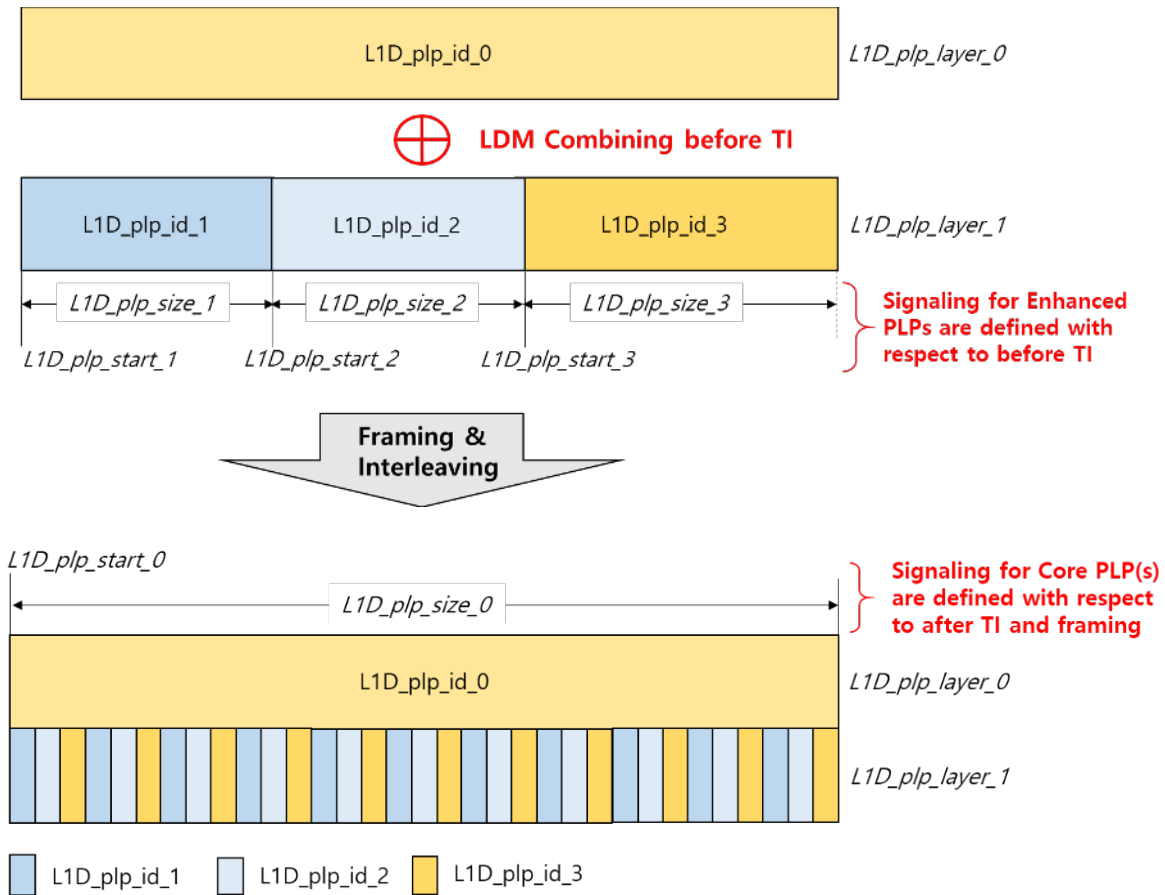 L1D_plp_id_0
L1D_plp_layer_0
LDM Combining before TI
L1D_plp_id_1
L1D_plp_id_2
L1D_plp_id_3
L1D_plp_layer_1
L1D_plp_size_1
L1D_plp_size_2
L1D_plp_size_3
L1D_plp_start_1
L1D_plp_start_2
L1D_plp_start_3
Signaling for Enhanced
PLPs are defined with
respect to before TI
Framing &
Interleaving
L1D_plp_start_0
L1D_plp_size_0
Signaling for Core PLP(s)
are defined with respect
to after TI and framing
L1D_plp_id_0
L1D_plp_layer_0
L1D_plp_layer_1
L1D_plp_id_1
L1D_plp_id_2
L1D_plp_id_3